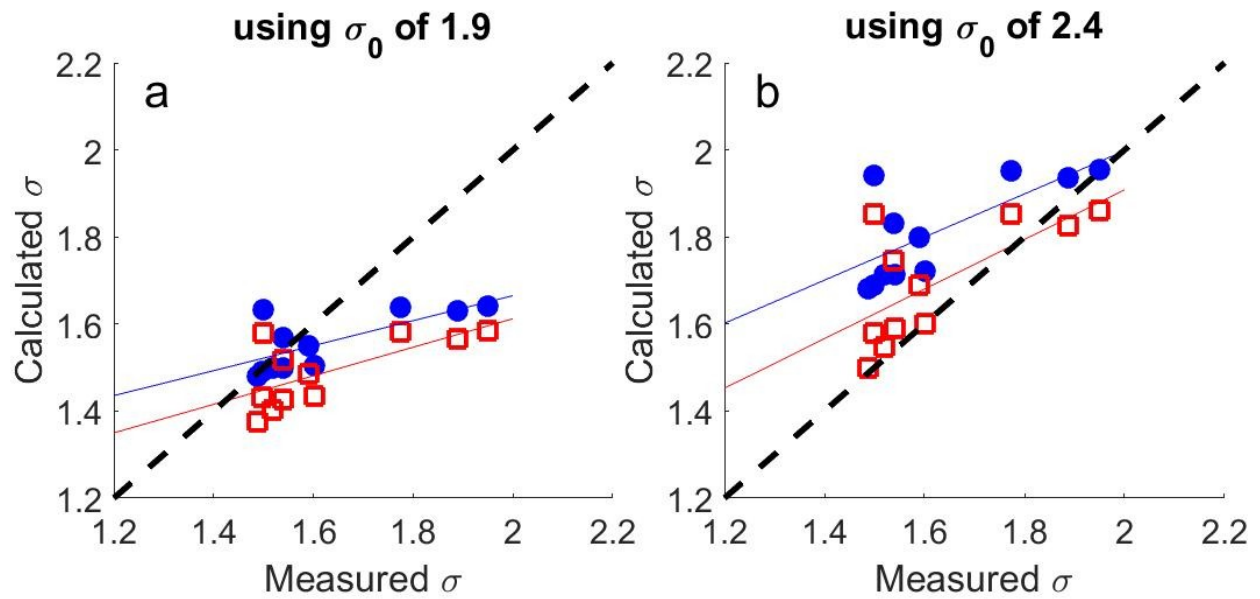 using σ₀ of 1.9
a
2.2
2
1.8
1.6
1.4
1.2
Calculated σ
1.2 1.4 1.6 1.8 2 2.2
Measured σ
using σ₀ of 2.4
b
2.2
2
1.8
1.6
1.4
1.2
Calculated σ
1.2 1.4 1.6 1.8 2 2.2
Measured σ